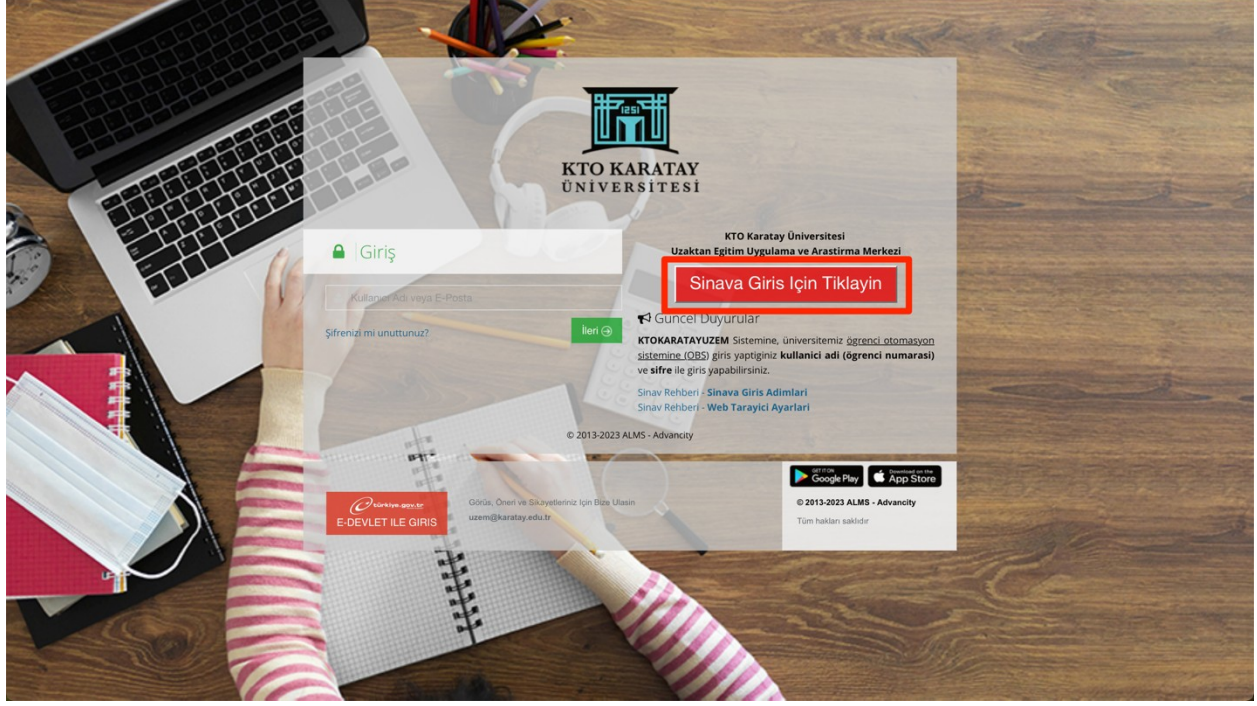 1251
KTO KARATAY
ÜNİVERSİTESİ
Giriş
Kullanıcı Adı veya E-Posta
Şifrenizi mi unuttunuz?
İleri
KTO Karatay Üniversitesi
Uzaktan Egitim Uygulama ve Arastirma Merkezi
Sinava Giris Için Tiklayin
Güncel Duyurular
KTOKARATAYUZEM Sistemine, üniversitemiz ögrenci otomasyon
sistemine (OBS) giris yaptiginiz kullanici adi (ögrenci numarasi)
ve sifre ile giris yapabilirsiniz.
Sinav Rehberi - Sinava Giris Adimlari
Sinav Rehberi - Web Tarayici Ayarlari
© 2013-2023 ALMS - Advancity
türkiye.gov.tr
E-DEVLET ILE GIRIS
Görüs, Öneri ve Sikayetleriniz Için Bize Ulasin
uzem@karatay.edu.tr
GET IT ON
Google Play
Download on the
App Store
© 2013-2023 ALMS - Advancity
Tüm hakları saklıdır